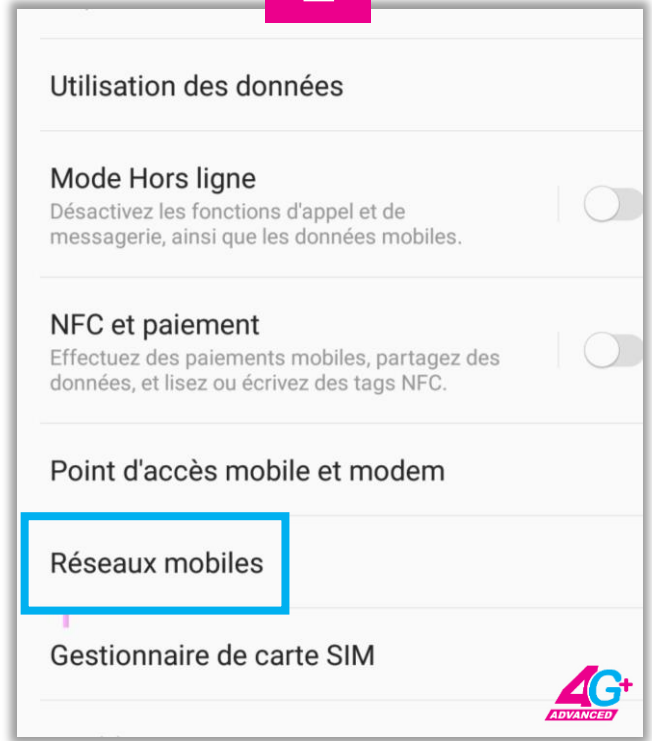 Utilisation des données
Mode Hors ligne
Désactivez les fonctions d'appel et de
messagerie, ainsi que les données mobiles.
NFC et paiement
Effectuez des paiements mobiles, partagez des
données, et lisez ou écrivez des tags NFC.
Point d'accès mobile et modem
Réseaux mobiles
Gestionnaire de carte SIM
4G+
ADVANCED